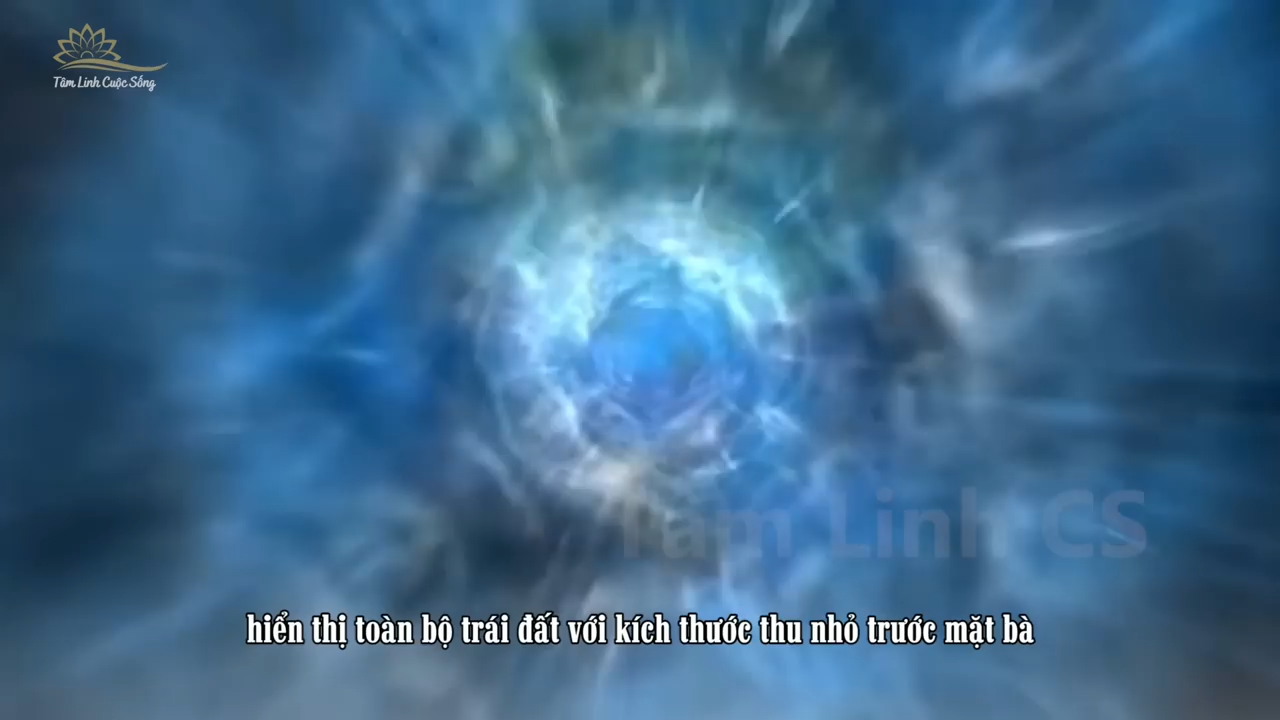 Tâm Linh Cuộc Sống
Tâm Linh CS
hiển thị toàn bộ trái đất với kích thước thu nhỏ trước mặt bà